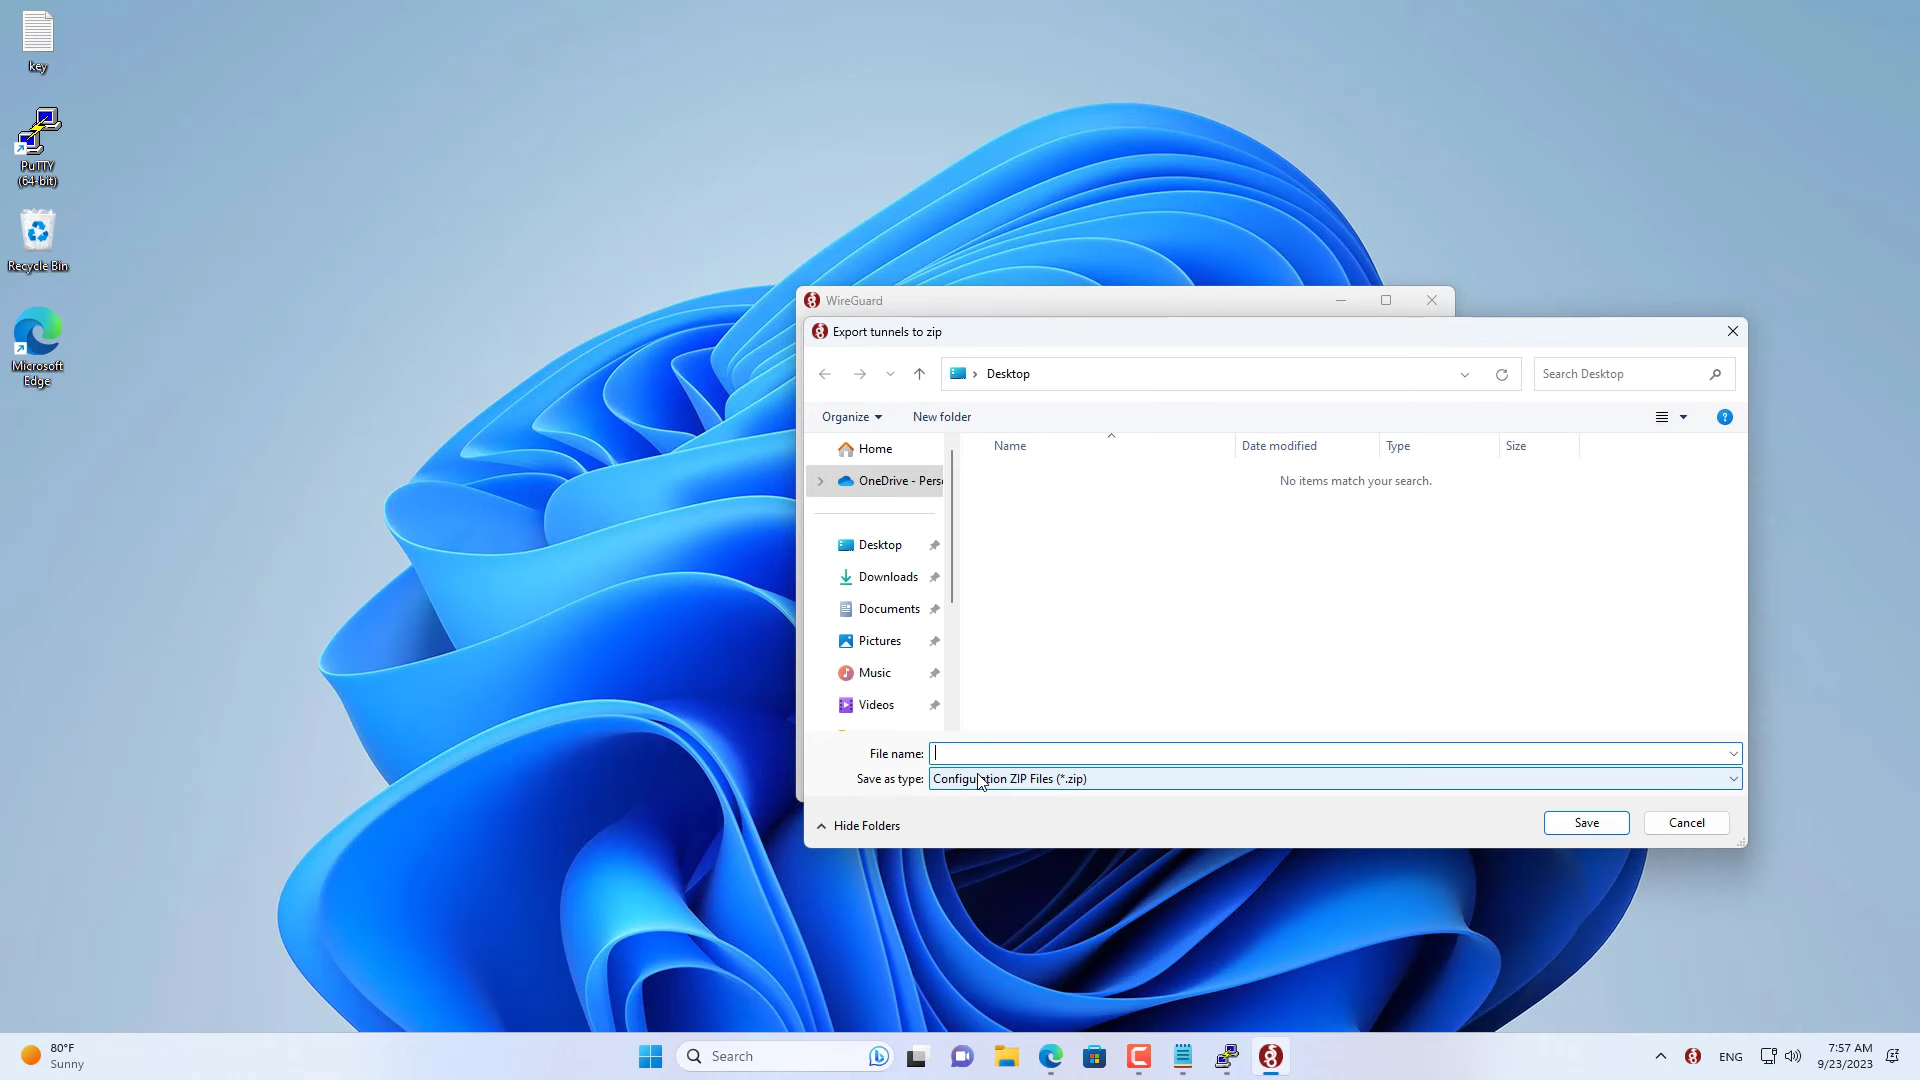 key
PuTTY
(64-bit)
Recycle Bin
Microsoft
Edge
WireGuard
Export tunnels to zip
Desktop
Search Desktop
Organize
New folder
Home
OneDrive - Pers
Desktop
Downloads
Documents
Pictures
Music
Videos
Name
Date modified
Type
Size
No items match your search.
File name:
Save as type:
Configuration ZIP Files (*.zip)
Hide Folders
Save
Cancel
80°F
Sunny
Search
ENG
7:57 AM
9/23/2023